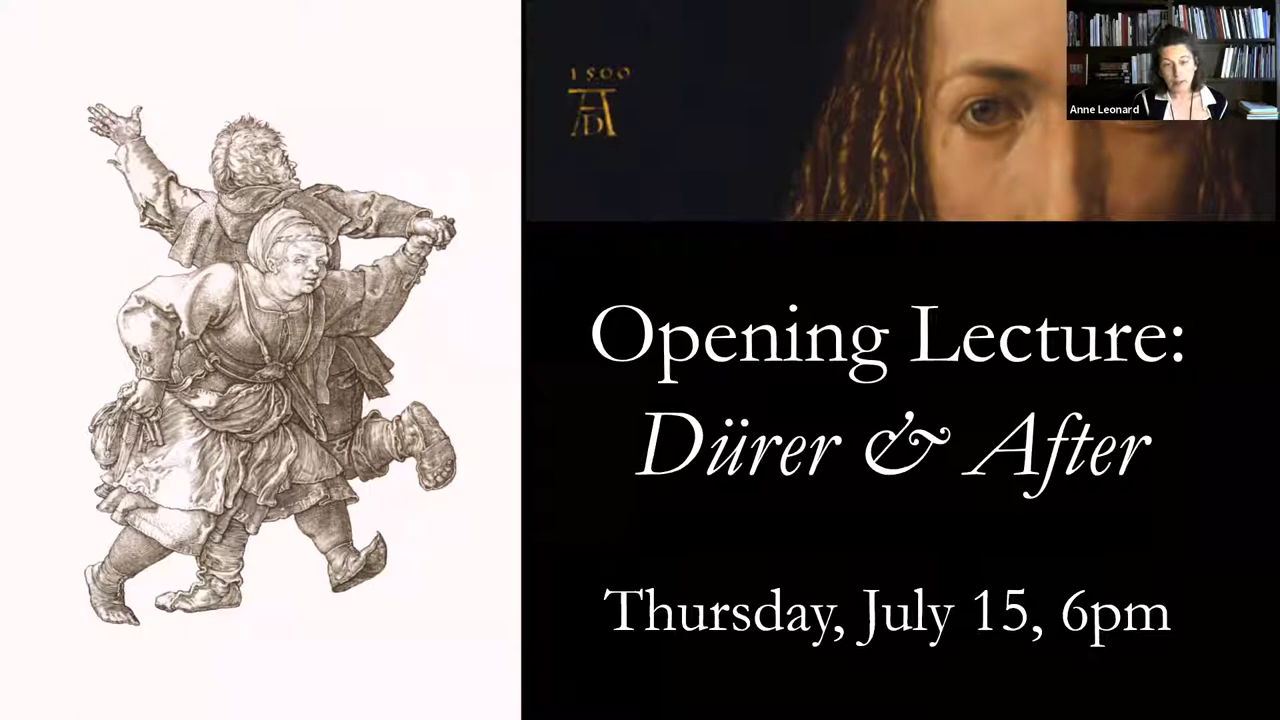 1500
AD
Anne Leonard
Opening Lecture:
Dürer & After
Thursday, July 15, 6pm